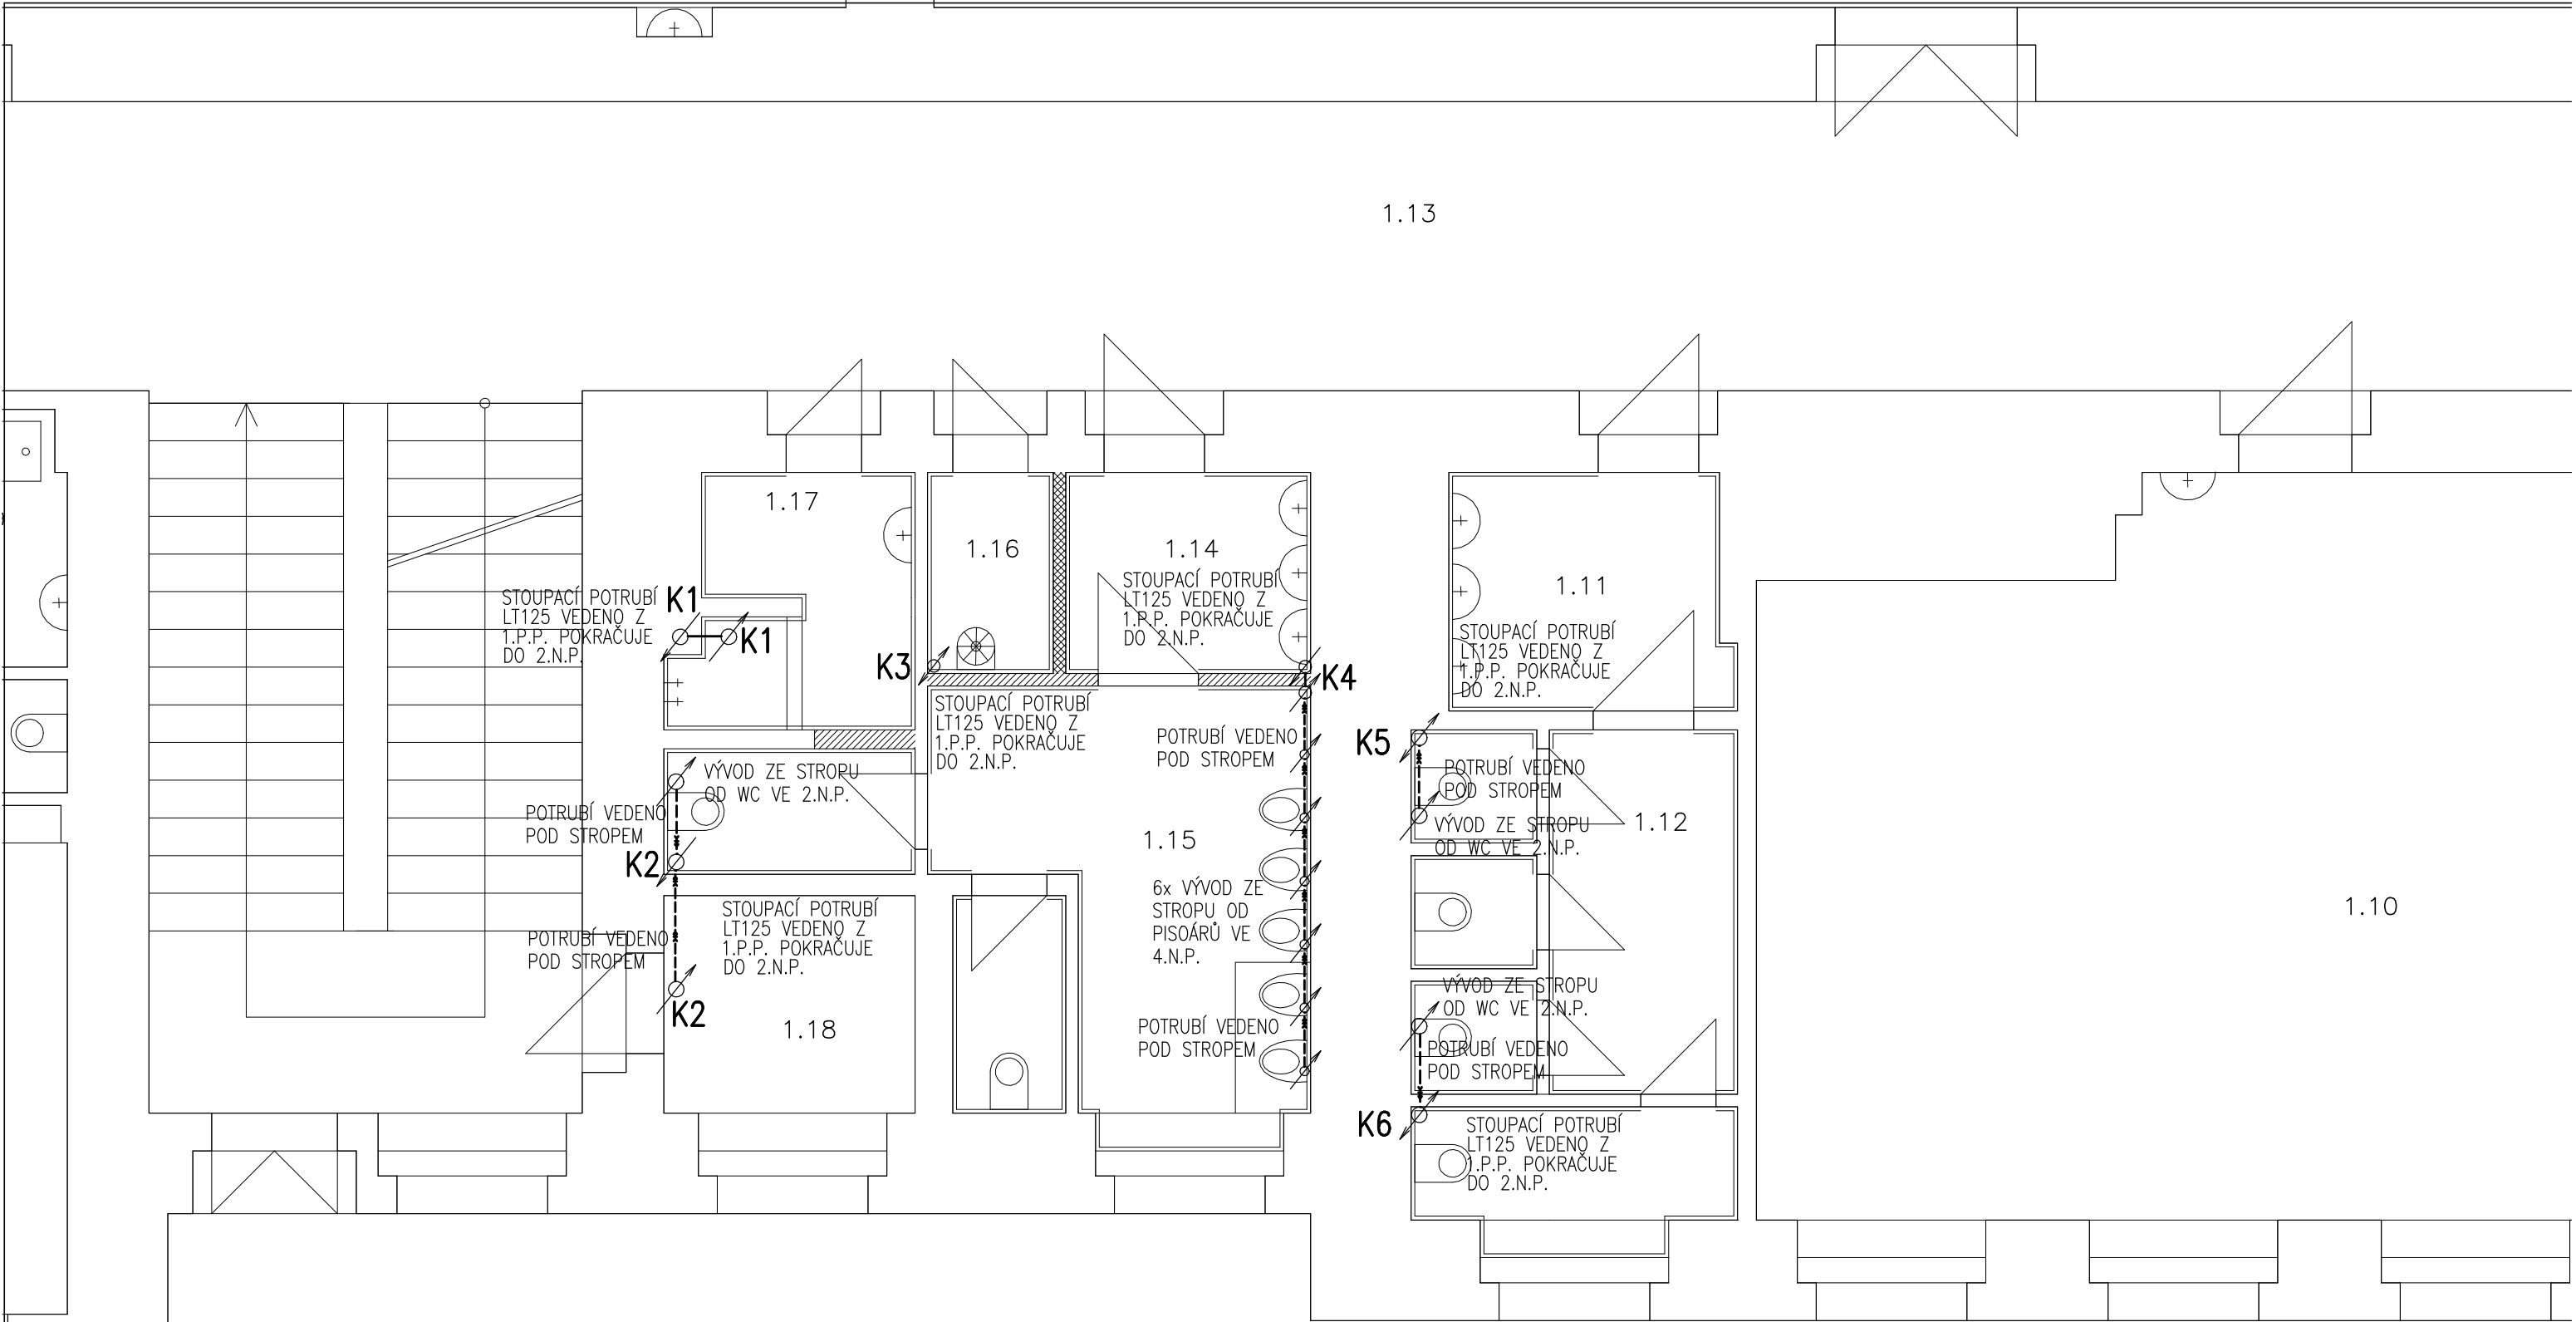 1.13
1.17
1.16
1.14
STOUPACÍ POTRUBÍ
LT125 VEDENO Z
1.P.P. POKRAČUJE
DO 2.N.P.
1.11
STOUPACÍ POTRUBÍ
LT125 VEDENO Z
1.P.P. POKRAČUJE
DO 2.N.P.
K1
K1
STOUPACÍ POTRUBÍ
LT125 VEDENO Z
1.P.P. POKRAČUJE
DO 2.N.P.
K3
K4
STOUPACÍ POTRUBÍ
LT125 VEDENO Z
1.P.P. POKRAČUJE
DO 2.N.P.
POTRUBÍ VEDENO
POD STROPEM
K5
POTRUBÍ VEDENO
POD STROPEM
VÝVOD ZE STROPU
OD WC VE 2.N.P.
VÝVOD ZE STROPU
OD WC VE 2.N.P.
1.12
POTRUBÍ VEDENO
POD STROPEM
K2
1.15
6x VÝVOD ZE
STROPU OD
PISOÁRŮ VE
4.N.P.
1.10
STOUPACÍ POTRUBÍ
LT125 VEDENO Z
1.P.P. POKRAČUJE
DO 2.N.P.
POTRUBÍ VEDENO
POD STROPEM
K2
1.18
POTRUBÍ VEDENO
POD STROPEM
VÝVOD ZE STROPU
OD WC VE 2.N.P.
POTRUBÍ VEDENO
POD STROPEM
K6
STOUPACÍ POTRUBÍ
LT125 VEDENO Z
1.P.P. POKRAČUJE
DO 2.N.P.